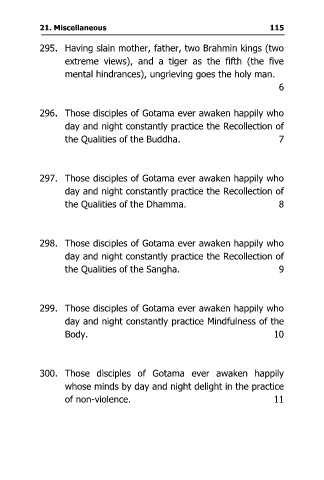 21. Miscellaneous 115
295. Having slain mother, father, two Brahmin kings (two
extreme views), and a tiger as the fifth (the five
mental hindrances), ungrieving goes the holy man.
6
296. Those disciples of Gotama ever awaken happily who
day and night constantly practice the Recollection of
the Qualities of the Buddha. 7
297. Those disciples of Gotama ever awaken happily who
day and night constantly practice the Recollection of
the Qualities of the Dhamma. 8
298. Those disciples of Gotama ever awaken happily who
day and night constantly practice the Recollection of
the Qualities of the Sangha. 9
299. Those disciples of Gotama ever awaken happily who
day and night constantly practice Mindfulness of the
Body. 10
300. Those disciples of Gotama ever awaken happily
whose minds by day and night delight in the practice
of non-violence. 11